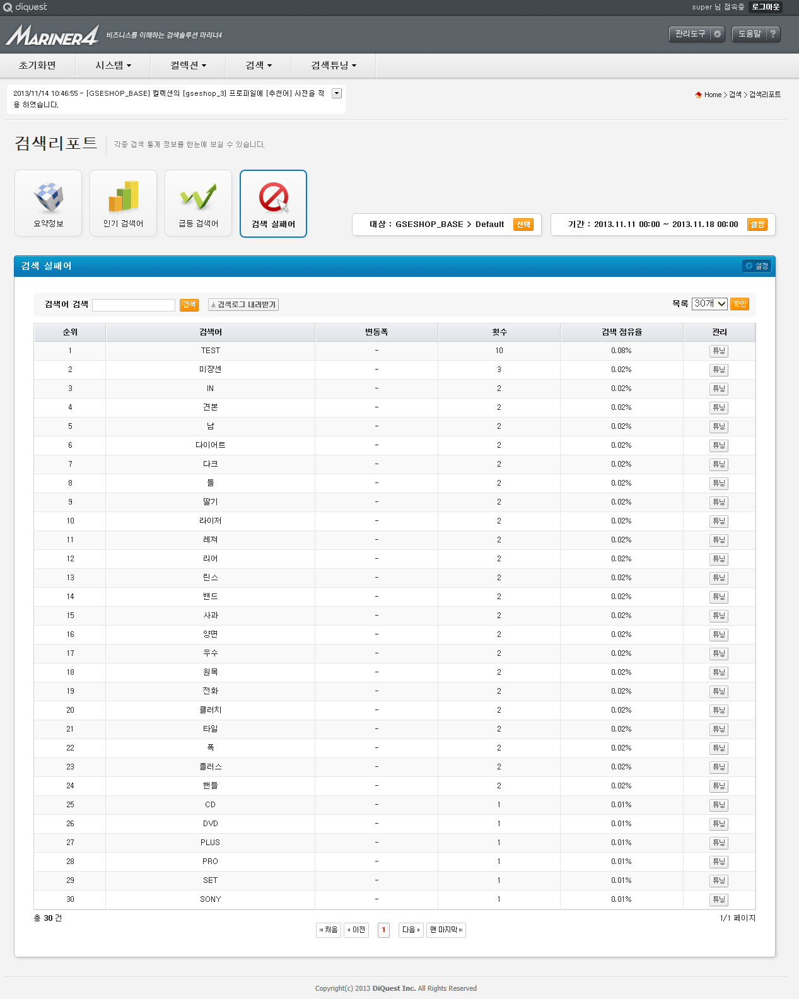 diquest
super 님 접속중 로그아웃
MARINER4 비즈니스를 이해하는 검색솔루션 마리너4
관리도구 도움말 ?
초기화면 시스템 컬렉션 검색 검색튜닝
2013/11/14 10:46:55 - [GSESHOP_BASE] 컬렉션의 [gseshop_3] 프로파일에 [추천어] 사전을 적
용 하였습니다.
Home > 검색 > 검색리포트
검색리포트 각종 검색 통계 정보를 한눈에 보실 수 있습니다.
요약정보 인기 검색어 급등 검색어 검색 실패어
대상 : GSESHOP_BASE > Default 선택
기간 : 2013.11.11 00:00 ~ 2013.11.18 00:00 설정
검색 실패어 설정
검색어 검색 검색 검색로그 내려받기 목록 30개 확인
순위 검색어 변동폭 횟수 검색 점유율 관리
1 TEST - 10 0.08% 튜닝
2 미쟝센 - 3 0.02% 튜닝
3 IN - 2 0.02% 튜닝
4 견본 - 2 0.02% 튜닝
5 남 - 2 0.02% 튜닝
6 다이어트 - 2 0.02% 튜닝
7 다크 - 2 0.02% 튜닝
8 돌 - 2 0.02% 튜닝
9 딸기 - 2 0.02% 튜닝
10 라이저 - 2 0.02% 튜닝
11 레져 - 2 0.02% 튜닝
12 리어 - 2 0.02% 튜닝
13 린스 - 2 0.02% 튜닝
14 밴드 - 2 0.02% 튜닝
15 사과 - 2 0.02% 튜닝
16 양면 - 2 0.02% 튜닝
17 우수 - 2 0.02% 튜닝
18 원목 - 2 0.02% 튜닝
19 전화 - 2 0.02% 튜닝
20 클러치 - 2 0.02% 튜닝
21 타일 - 2 0.02% 튜닝
22 폭 - 2 0.02% 튜닝
23 플러스 - 2 0.02% 튜닝
24 핸들 - 2 0.02% 튜닝
25 CD - 1 0.01% 튜닝
26 DVD - 1 0.01% 튜닝
27 PLUS - 1 0.01% 튜닝
28 PRO - 1 0.01% 튜닝
29 SET - 1 0.01% 튜닝
30 SONY - 1 0.01% 튜닝
총 30 건 1/1 페이지
처음 이전 1 다음 맨 마지막
Copyright(c) 2013 DiQuest Inc. All Rights Reserved